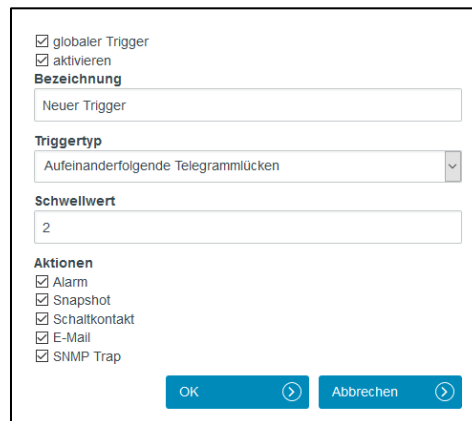 globaler Trigger
aktivieren
Bezeichnung
Neuer Trigger
Triggertyp
Aufeinanderfolgende Telegrammlücken
Schwellwert
2
Aktionen
Alarm
Snapshot
Schaltkontakt
E-Mail
SNMP Trap
OK Abbrechen